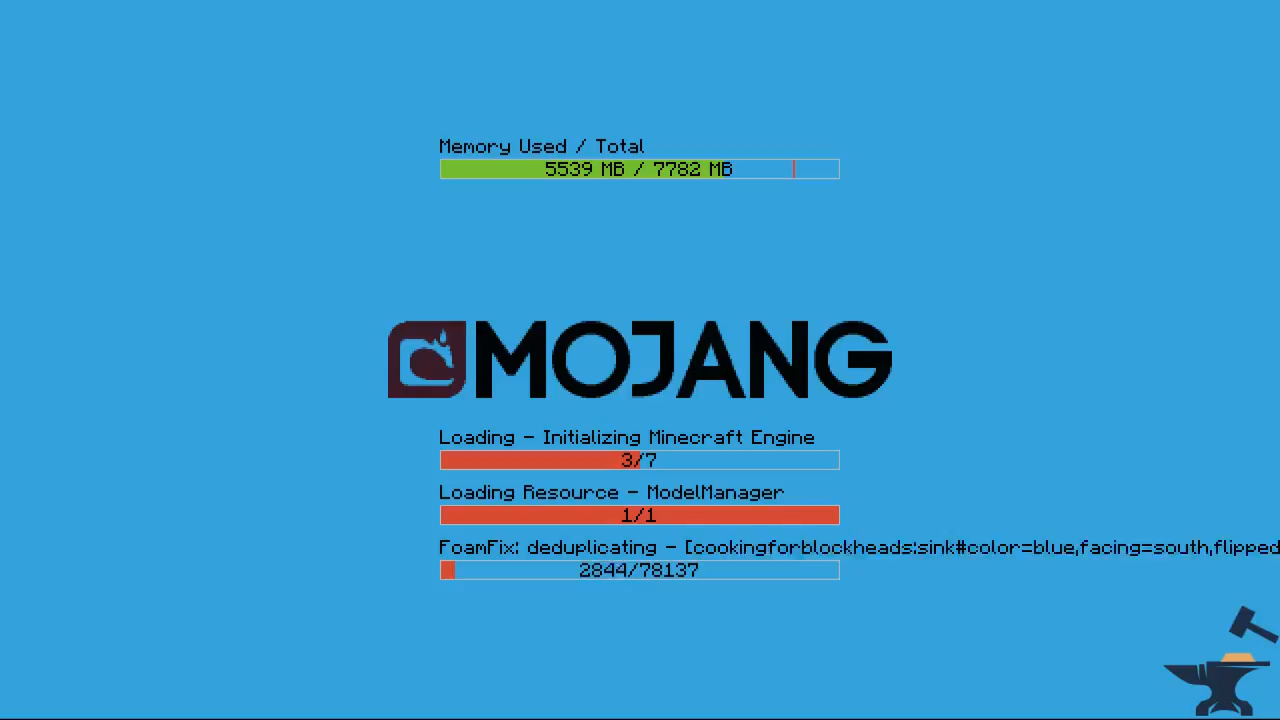 Memory Used / Total
5539 MB / 7782 MB
MOJANG
Loading - Initializing Minecraft Engine
3/7
Loading Resource - ModelManager
1/1
FoamFix: deduplicating - [cookingforblockheads:sink#color=blue,facing=south,flipped
2844/78137